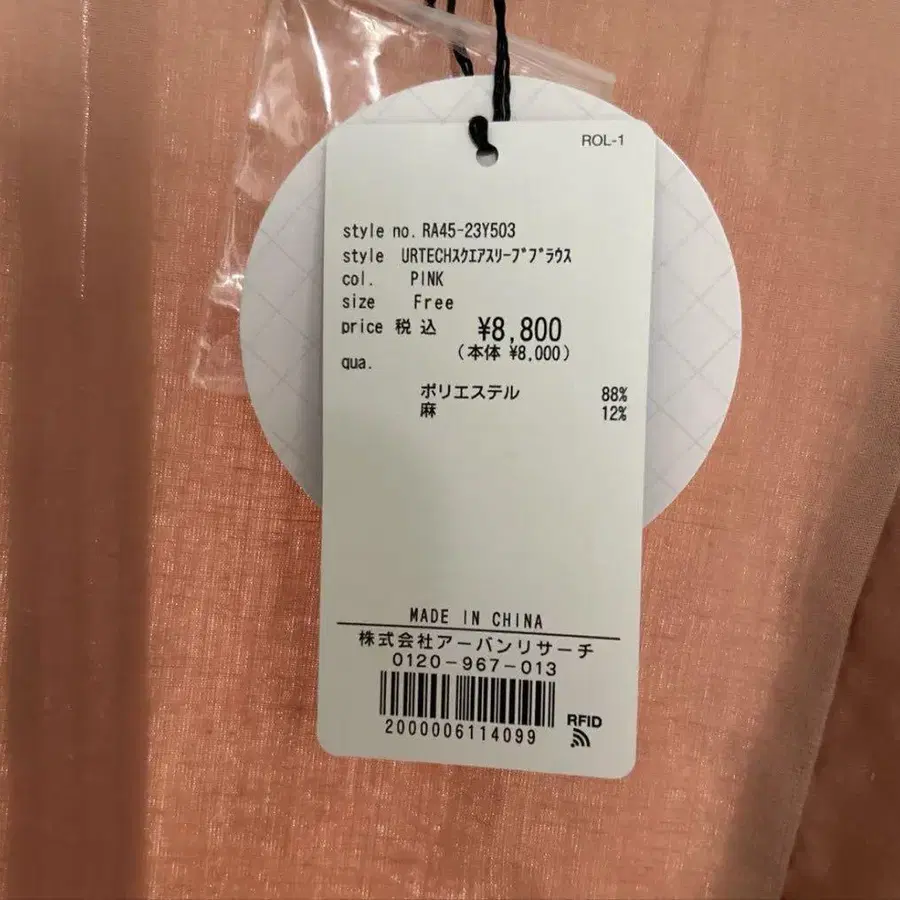 ROL-1
style no. RA45-23Y503
style URTECHｽｸｴｱｽﾘｰﾌﾞﾌﾞﾗｳｽ
col. PINK
size Free
price 税込 ¥8,800
(本体 ¥8,000)
qua.
ポリエステル 88%
麻 12%
MADE IN CHINA
株式会社アーバンリサーチ
0120-967-013
2000006114099
RFID